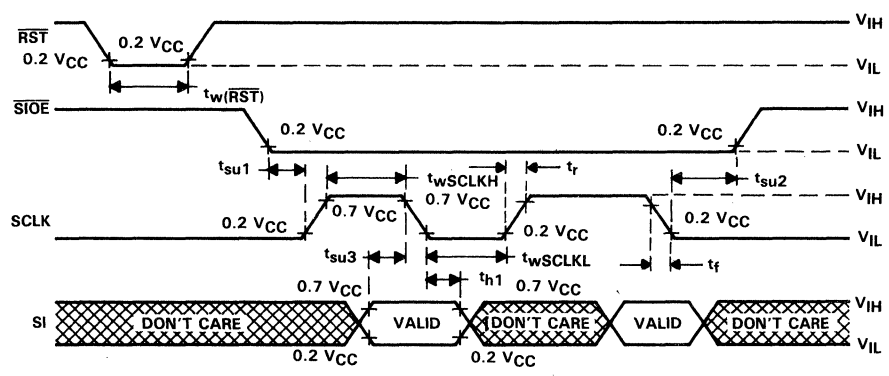 RST
0.2 VCC
0.2 VCC
VIH
VIL
tw(RST)
SIOE
0.2 VCC
0.2 VCC
VIH
VIL
tsu1
twSCLKH
tr
tsu2
VIH
SCLK
0.2 VCC
0.7 VCC
0.7 VCC
0.2 VCC
0.2 VCC
VIL
tsu3
twSCLKL
tf
th1
0.7 VCC
0.7 VCC
VIH
SI
DON'T CARE
VALID
DON'T CARE
VALID
DON'T CARE
VIL
0.2 VCC
0.2 VCC